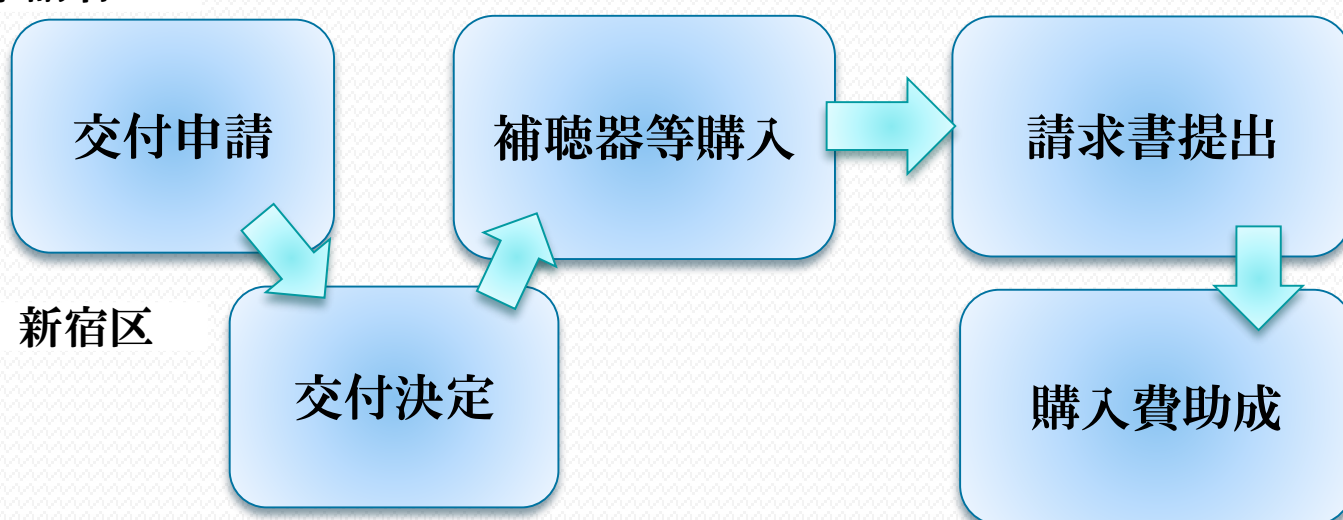 交付申請
補聴器等購入
請求書提出
新宿区
交付決定
購入費助成